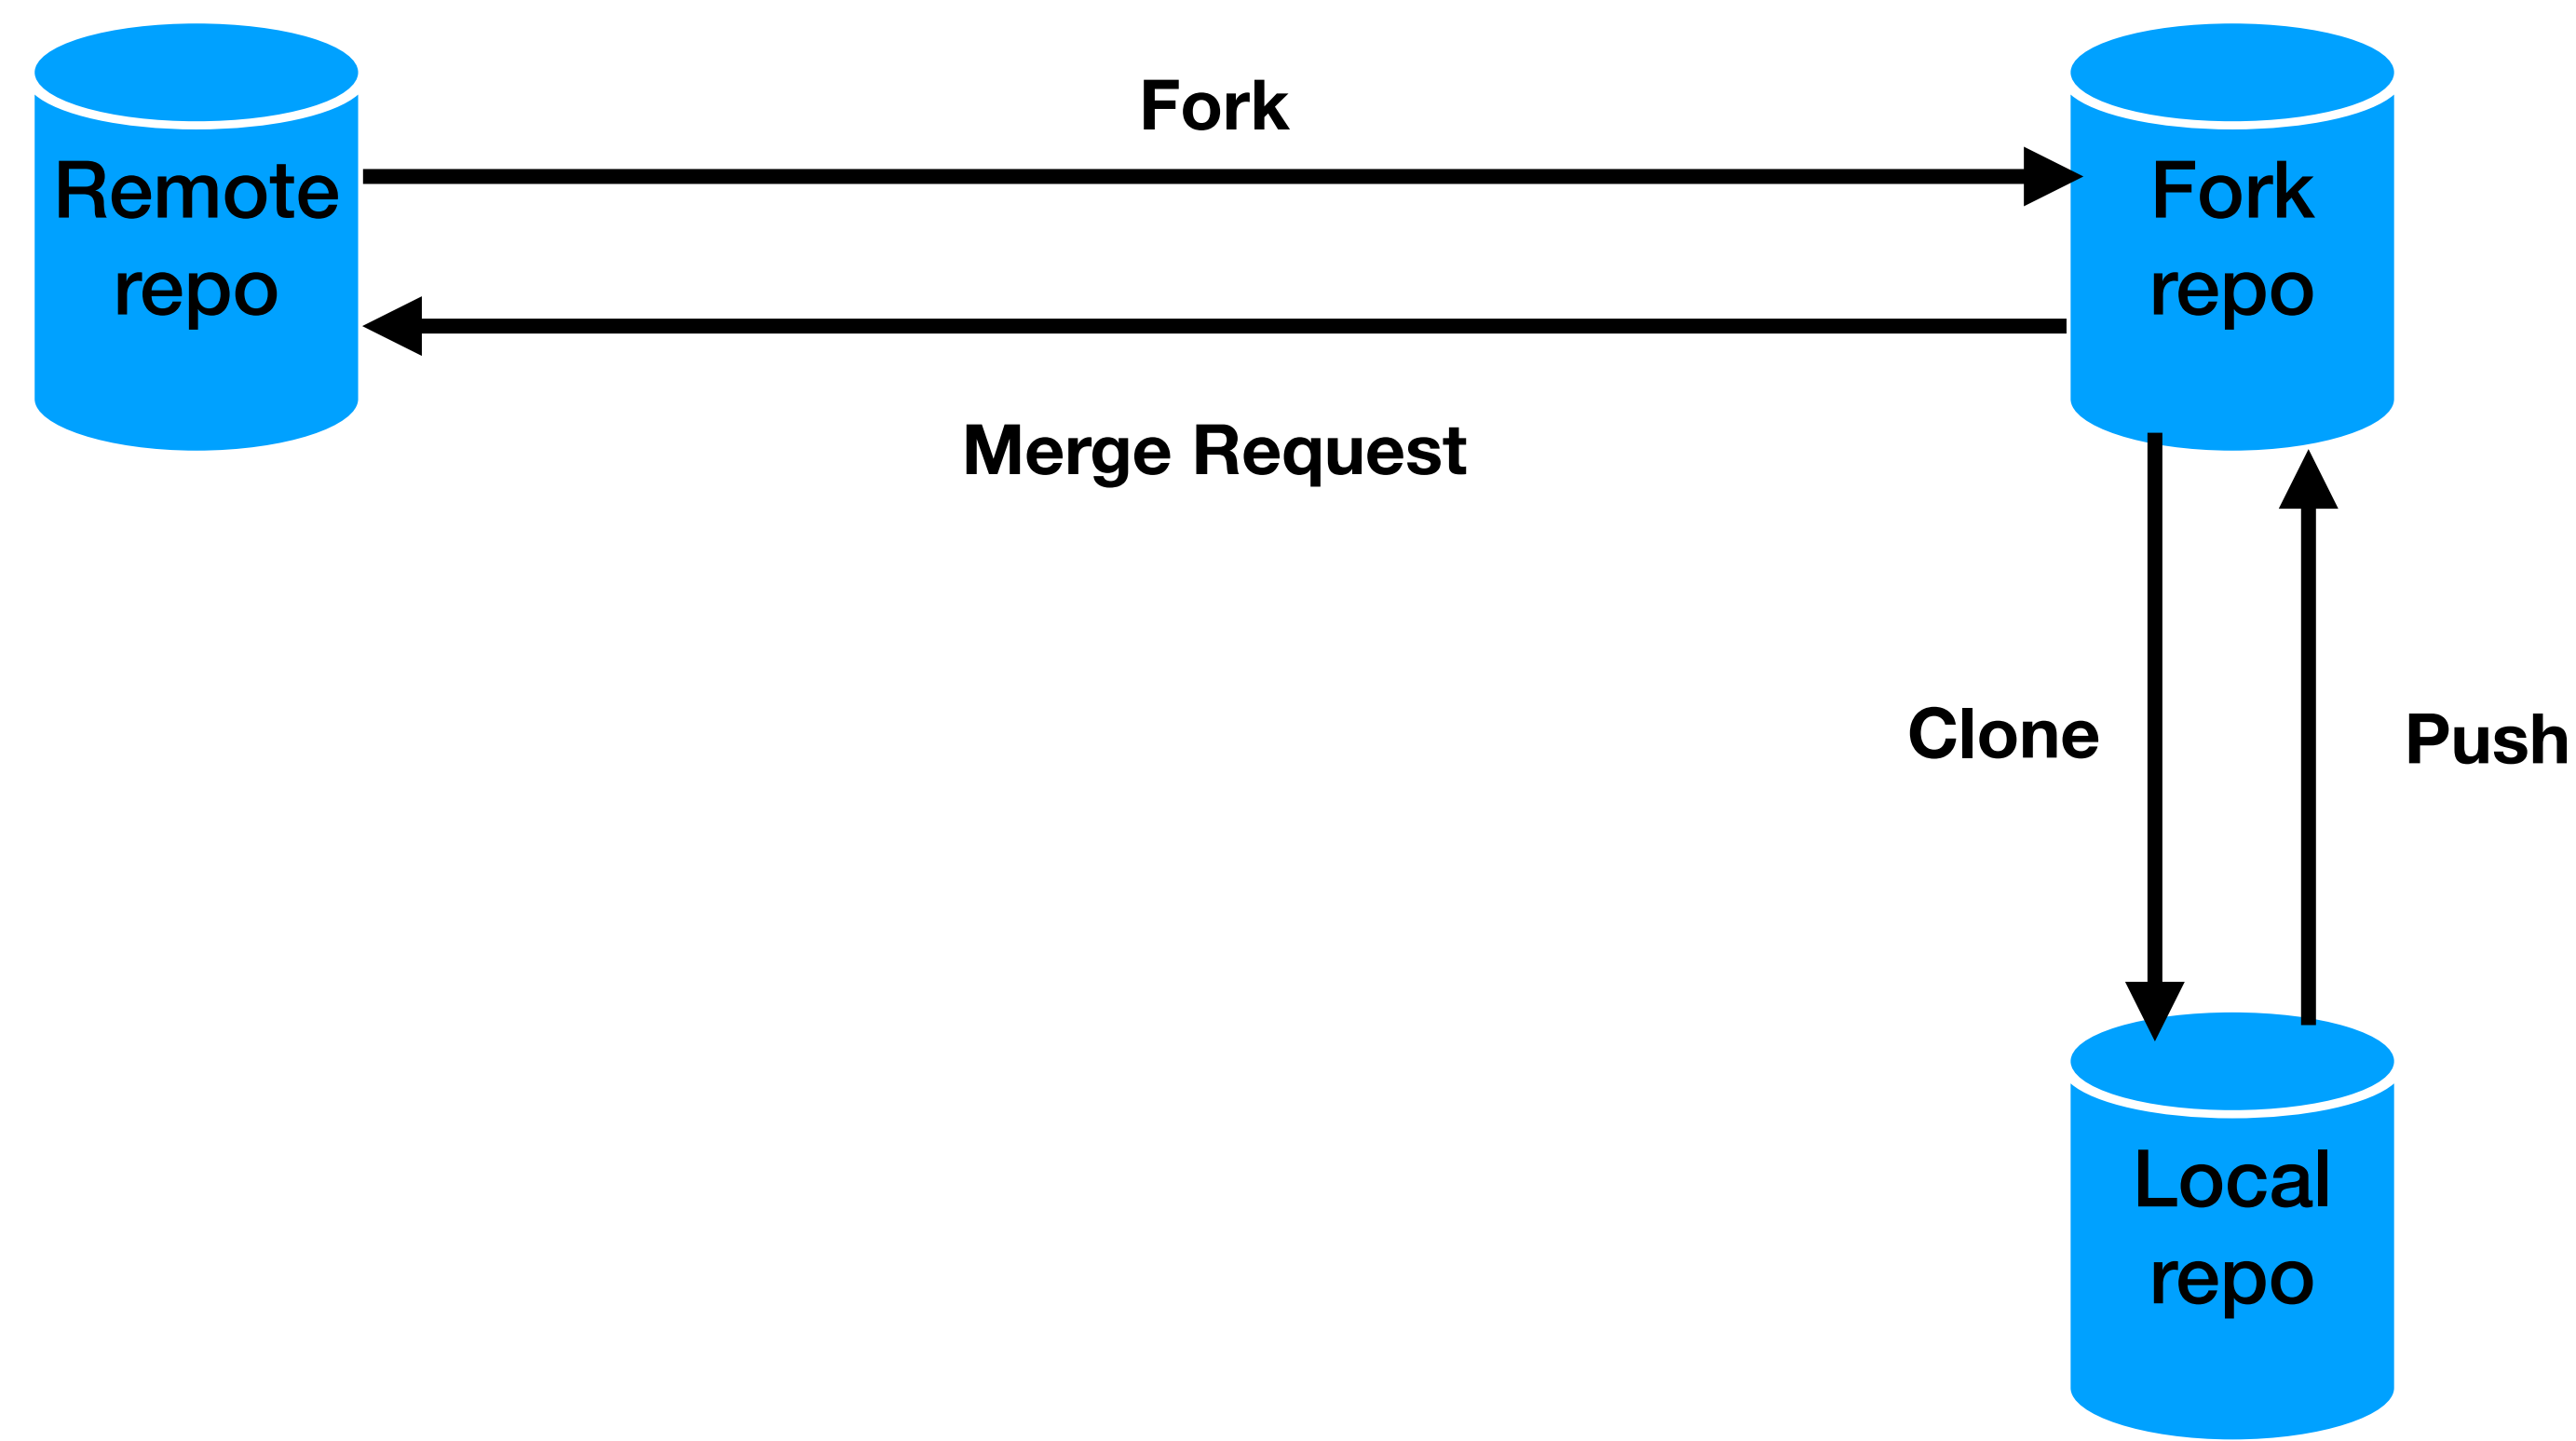 Fork
Remote
repo
Fork
repo
Merge Request
Clone
Push
Local
repo